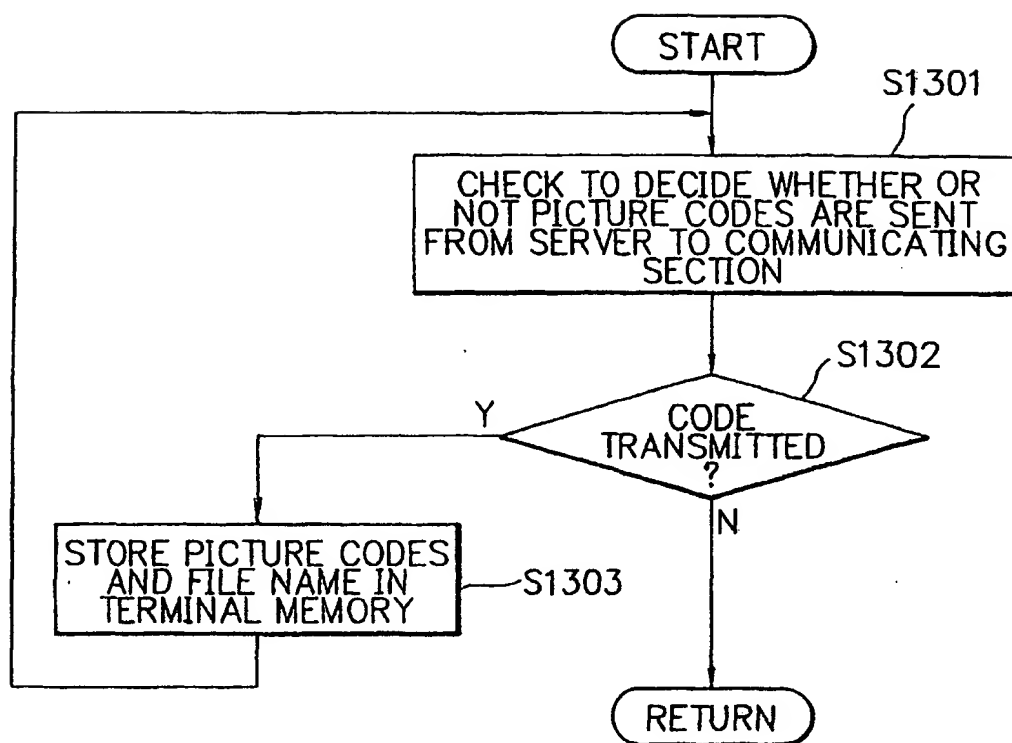 START
S1301
CHECK TO DECIDE WHETHER OR
NOT PICTURE CODES ARE SENT
FROM SERVER TO COMMUNICATING
SECTION
S1302
CODE
TRANSMITTED
?
Y
N
STORE PICTURE CODES
AND FILE NAME IN
TERMINAL MEMORY
S1303
RETURN